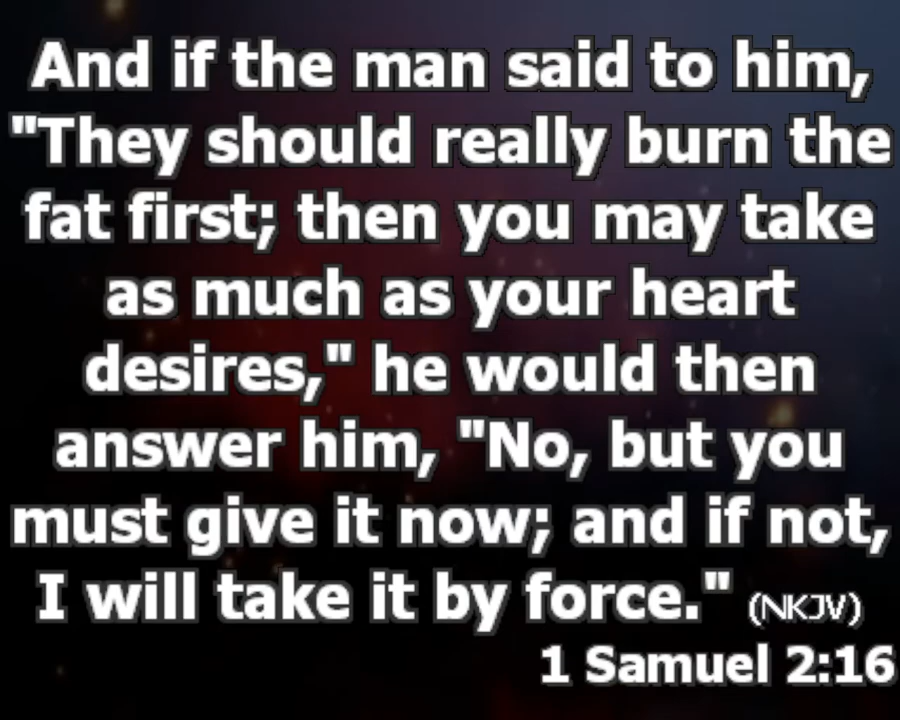 And if the man said to him,
"They should really burn the
fat first; then you may take
as much as your heart
desires," he would then
answer him, "No, but you
must give it now; and if not,
I will take it by force." (NKJV)
1 Samuel 2:16